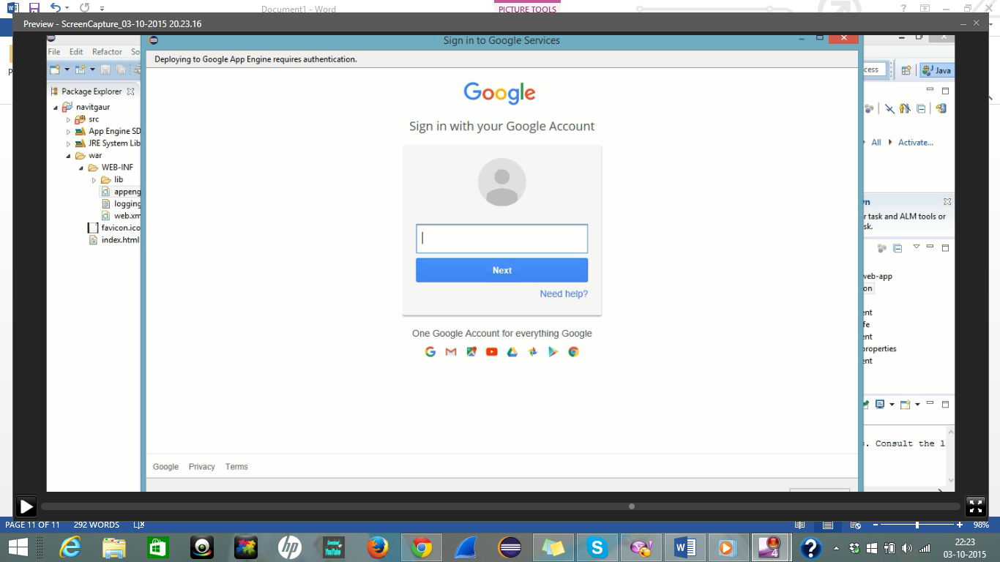 Document1 - Word
PICTURE TOOLS
Preview - ScreenCapture_03-10-2015 20.23.16
Sign in to Google Services
File Edit Refactor So
Deploying to Google App Engine requires authentication.
cess
Java
Package Explorer
navitgaur
src
App Engine SD
JRE System Lib
war
WEB-INF
lib
appeng
logging
web.xm
favicon.ico
index.html
Google
Sign in with your Google Account
Next
Need help?
One Google Account for everything Google
Google Privacy Terms
All Activate...
r task and ALM tools or
sk.
web-app
on
ent
fe
ent
properties
ent
. Consult the l
PAGE 11 OF 11 292 WORDS
98%
22:23
03-10-2015